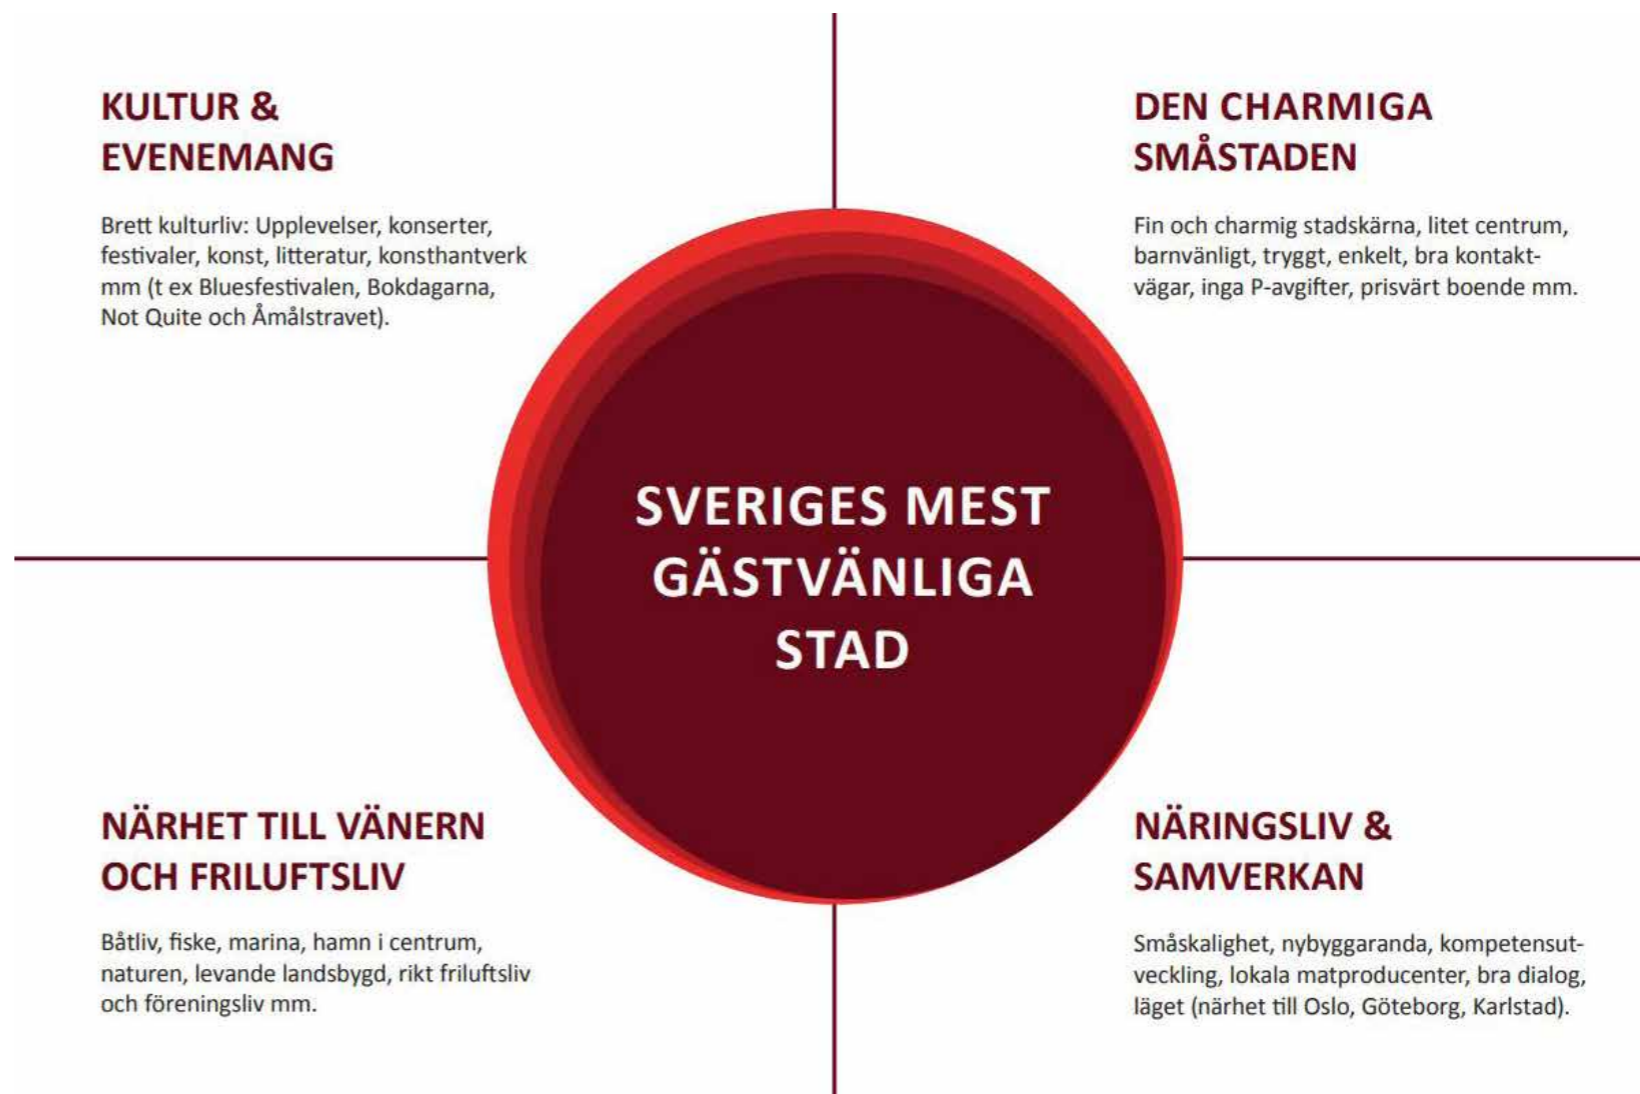 KULTUR &
EVENEMANG
Brett kulturliv: Upplevelser, konserter,
festivaler, konst, litteratur, konsthantverk
mm (t ex Bluesfestivalen, Bokdagarna,
Not Quite och Åmålstravet).
DEN CHARMIGA
SMÅSTADEN
Fin och charmig stadskärna, litet centrum,
barnvänligt, tryggt, enkelt, bra kontakt-
vägar, inga P-avgifter, prisvärt boende mm.
SVERIGES MEST
GÄSTVÄNLIGA
STAD
NÄRHET TILL VÄNERN
OCH FRILUFTSLIV
Båtliv, fiske, marina, hamn i centrum,
naturen, levande landsbygd, rikt friluftsliv
och föreningsliv mm.
NÄRINGSLIV &
SAMVERKAN
Småskalighet, nybyggaranda, kompetensut-
veckling, lokala matproducenter, bra dialog,
läget (närhet till Oslo, Göteborg, Karlstad).